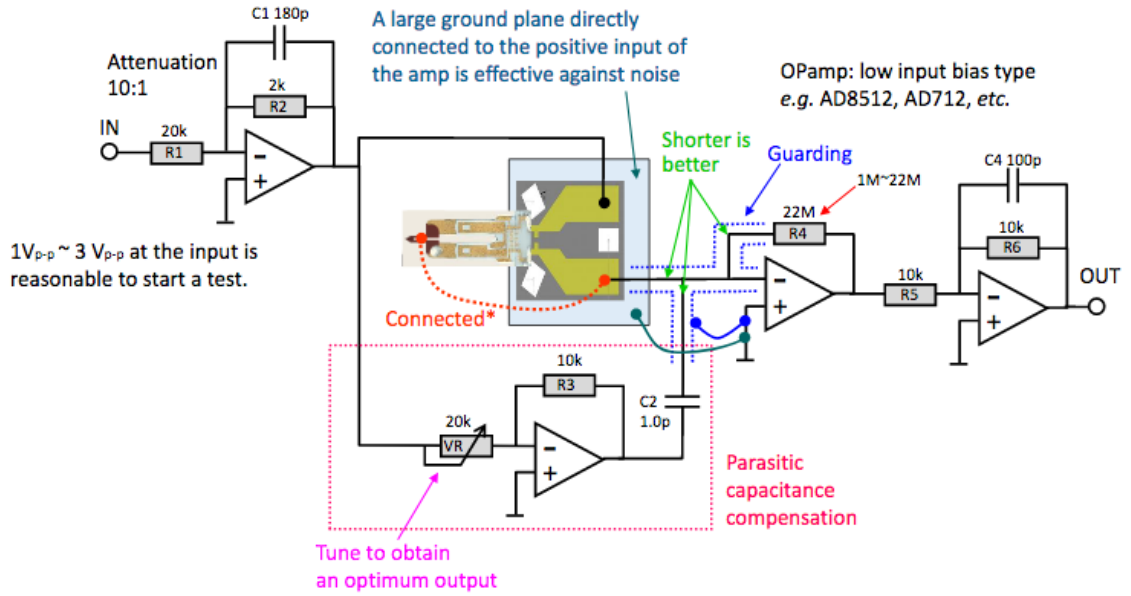 C1 180p
A large ground plane directly
connected to the positive input of
the amp is effective against noise
Attenuation
10:1
2k
R2
OPamp: low input bias type
e.g. AD8512, AD712, etc.
IN
20k
R1
−
+
Shorter is
better
Guarding
1M~22M
C4 100p
22M
R4
10k
R6
1Vp-p ~ 3 Vp-p at the input is
reasonable to start a test.
−
+
10k
R5
−
+
OUT
Connected*
10k
R3
C2
1.0p
20k
VR
−
+
Parasitic
capacitance
compensation
Tune to obtain
an optimum output